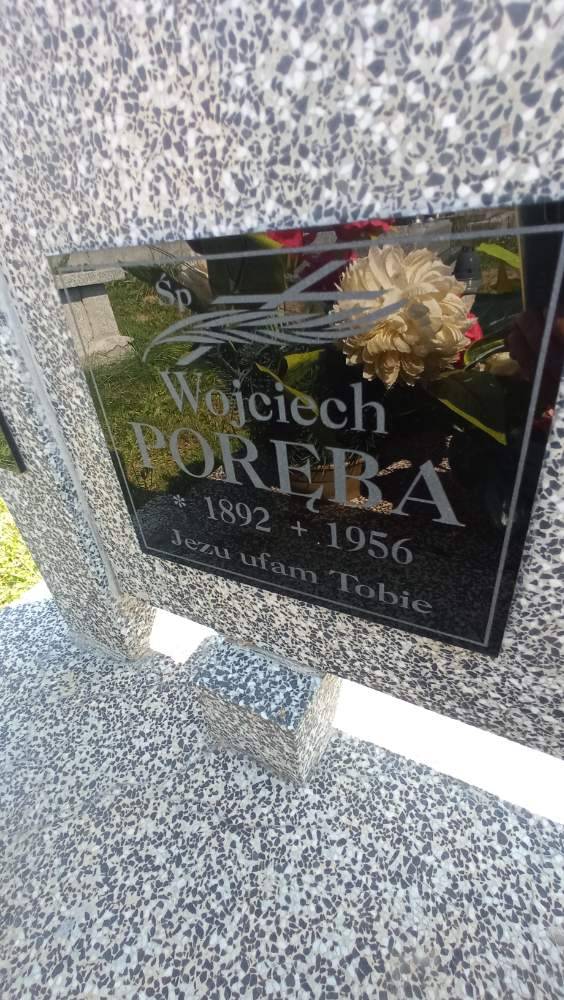 Śp
Wojciech
PORĘBA
* 1892 + 1956
Jezu ufam Tobie